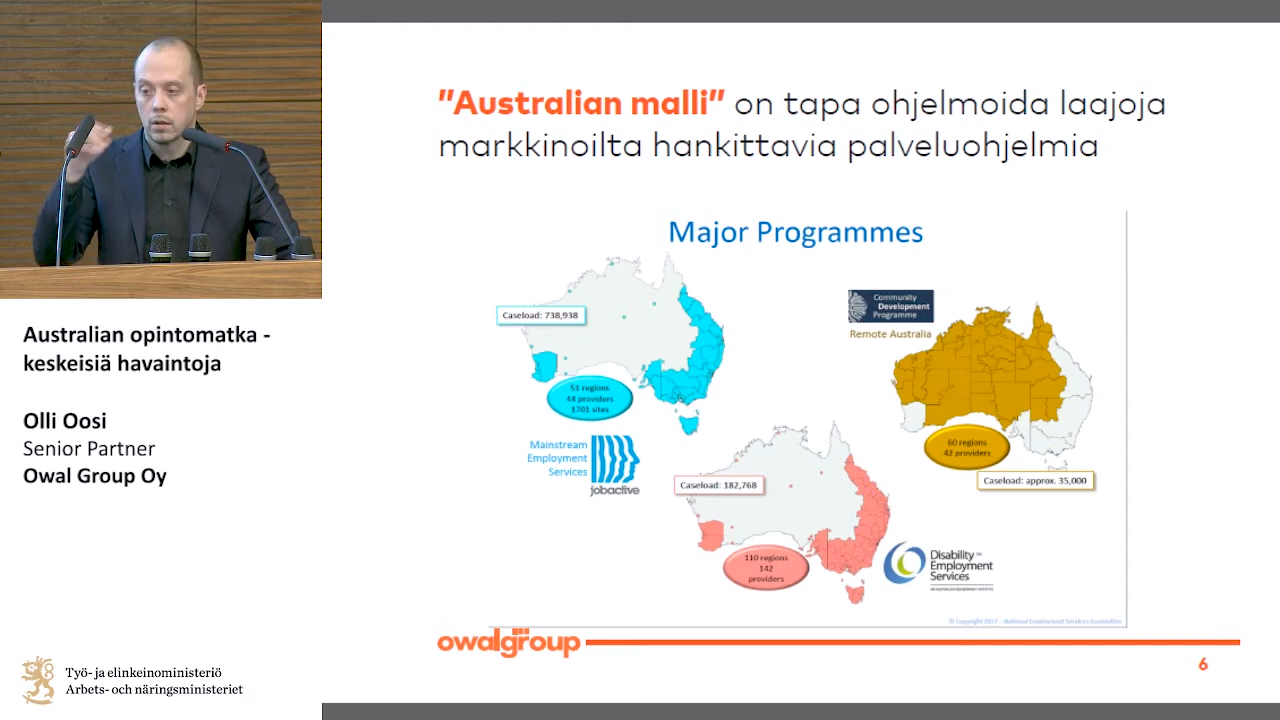 "Australian malli" on tapa ohjelmoida laajoja
markkinoilta hankittavia palveluohjelmia
Major Programmes
Caseload: 738,938
51 regions
44 providers
1701 sites
Mainstream
Employment
Services
jobactive
Community
Development
Programme
Remote Australia
60 regions
42 providers
Caseload: approx. 35,000
Caseload: 182,768
110 regions
142
providers
Disability
Employment
Services
owalgroup
6
Australian opintomatka -
keskeisiä havaintoja
Olli Oosi
Senior Partner
Owal Group Oy
Työ- ja elinkeinoministeriö
Arbets- och näringsministeriet